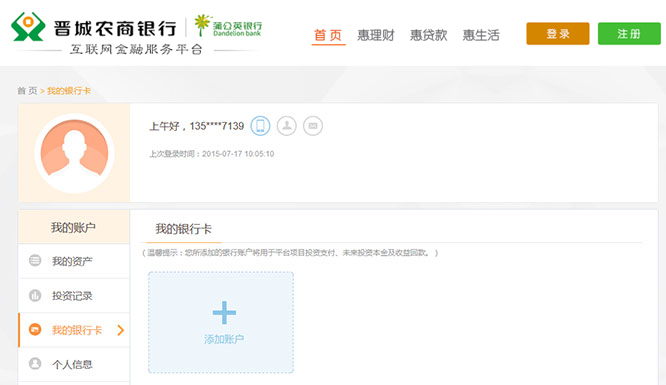 晋城农商银行 蒲公英银行
Dandelion bank
互联网金融服务平台
首 页 惠理财 惠贷款 惠生活 登 录 注 册
首 页 > 我的银行卡
上午好，135****7139
上次登录时间：2015-07-17 10:05:10
我的账户
我的资产
投资记录
我的银行卡
个人信息
我的银行卡
（ 温馨提示：您所添加的银行账户将用于平台项目投资支付、未来投资本金及收益回款。 ）
添加账户